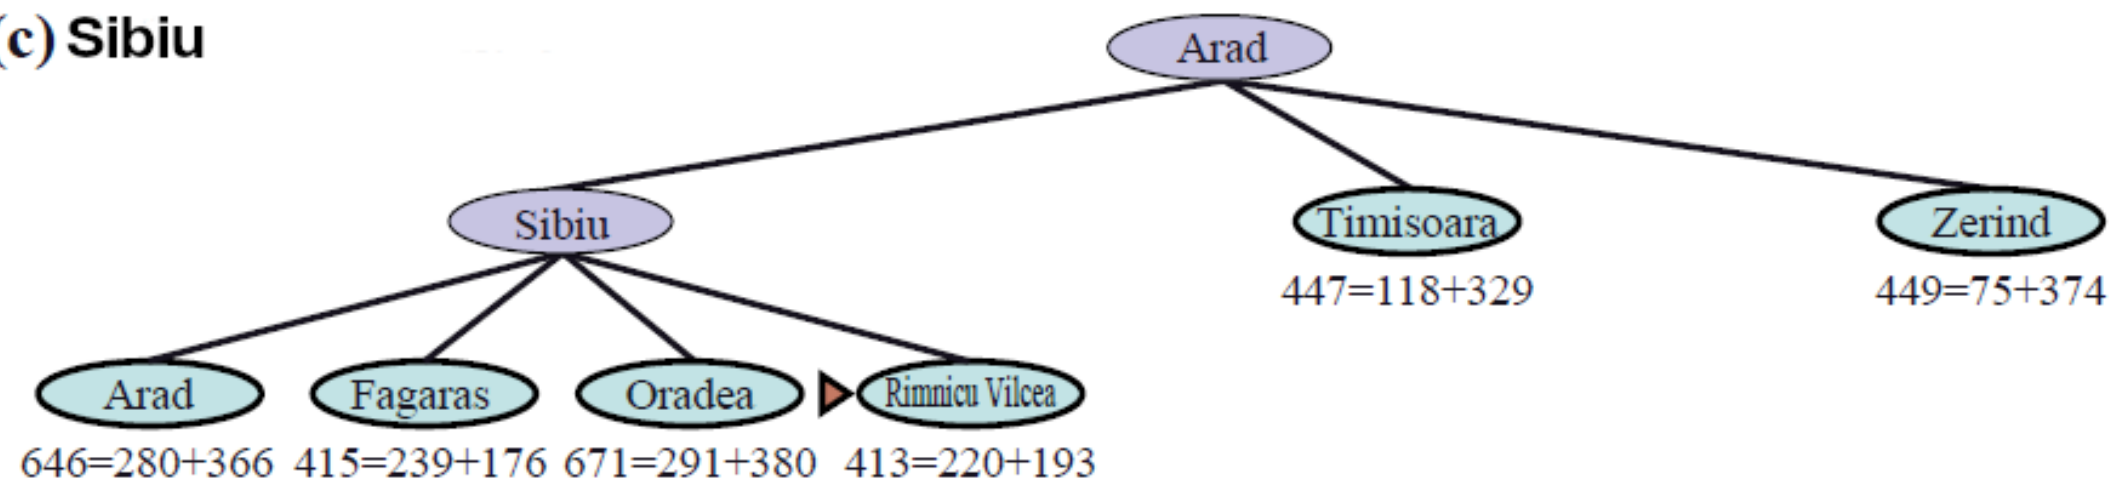 (c) Sibiu
Arad
Sibiu
Timisoara
Zerind
447=118+329
449=75+374
Arad
Fagaras
Oradea
Rimnicu Vilcea
646=280+366
415=239+176
671=291+380
413=220+193